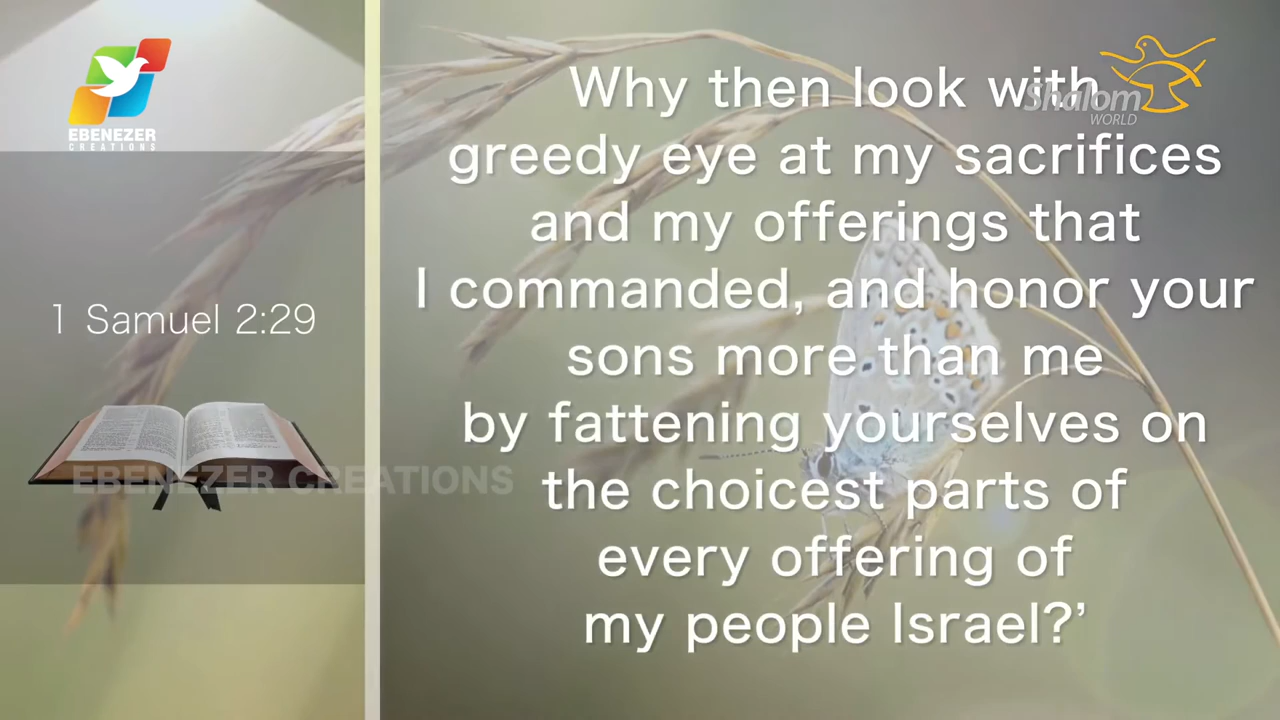 EBENEZER
CREATIONS
1 Samuel 2:29
EBENEZER CREATIONS
Shalom
WORLD
Why then look with
greedy eye at my sacrifices
and my offerings that
I commanded, and honor your
sons more than me
by fattening yourselves on
the choicest parts of
every offering of
my people Israel?’